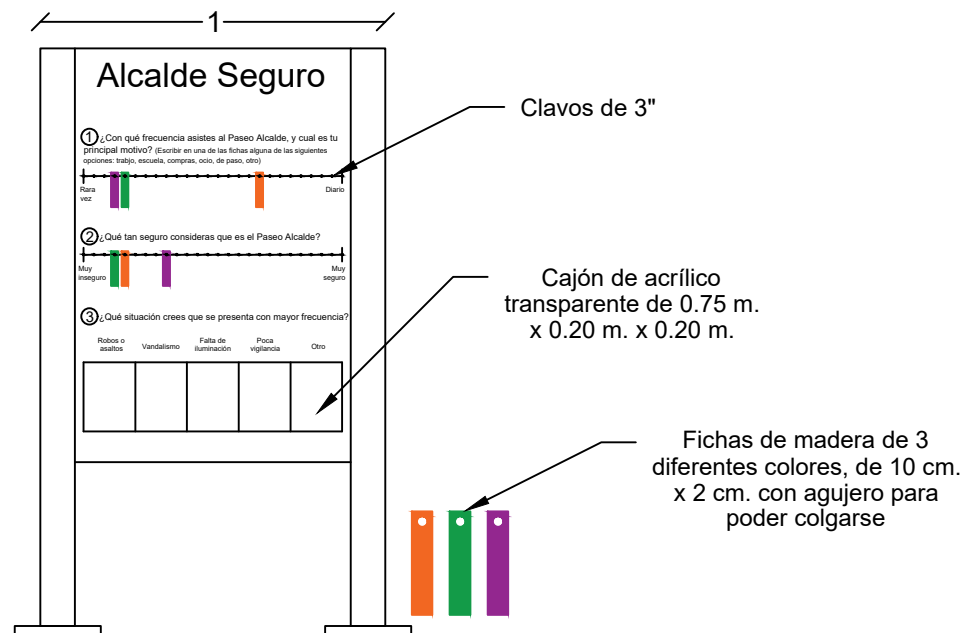 1
Alcalde Seguro
Clavos de 3"
1 ¿Con qué frecuencia asistes al Paseo Alcalde, y cual es tu
principal motivo? (Escribir en una de las fichas alguna de las siguientes
opciones: trabjo, escuela, compras, ocio, de paso, otro)
Rara
vez
Diario
2 ¿Qué tan seguro consideras que es el Paseo Alcalde?
Muy
inseguro
Muy
seguro
Cajón de acrílico
transparente de 0.75 m.
x 0.20 m. x 0.20 m.
3 ¿Qué situación crees que se presenta con mayor frecuencia?
Robos o
asaltos
Vandalismo
Falta de
iluminación
Poca
vigilancia
Otro
Fichas de madera de 3
diferentes colores, de 10 cm.
x 2 cm. con agujero para
poder colgarse